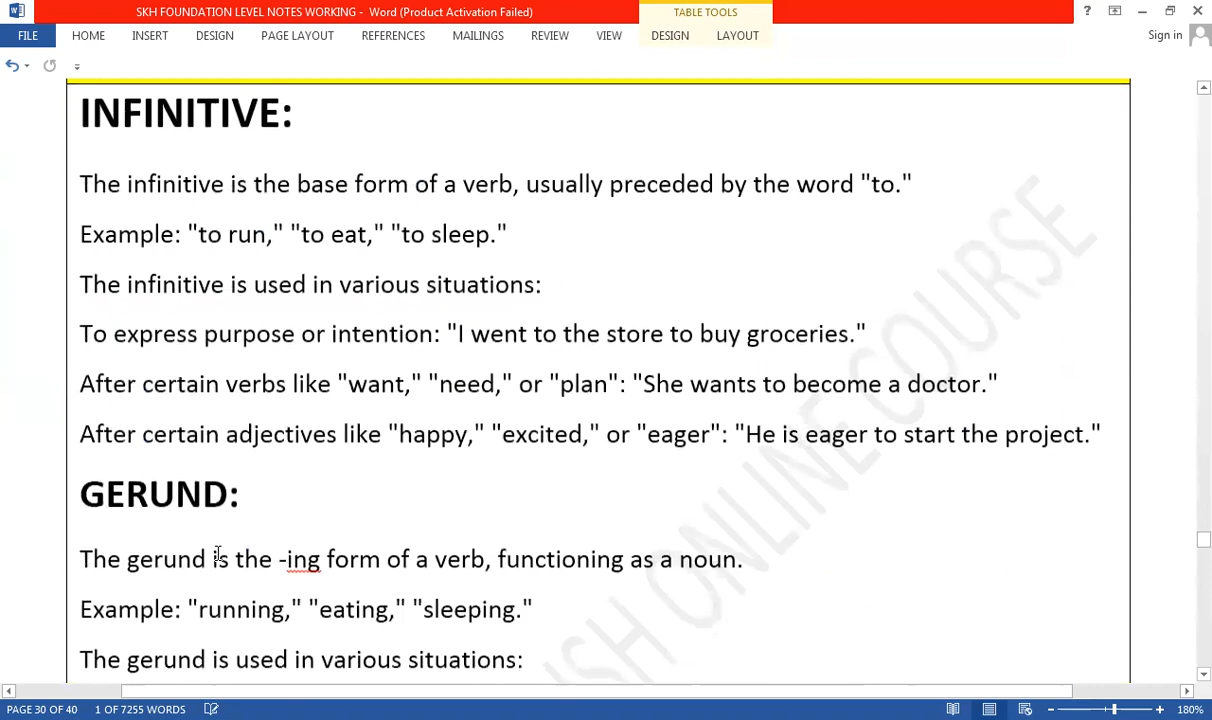 SKH FOUNDATION LEVEL NOTES WORKING - Word (Product Activation Failed)
TABLE TOOLS
FILE HOME INSERT DESIGN PAGE LAYOUT REFERENCES MAILINGS REVIEW VIEW DESIGN LAYOUT
Sign in
INFINITIVE:
The infinitive is the base form of a verb, usually preceded by the word "to."
Example: "to run," "to eat," "to sleep."
The infinitive is used in various situations:
To express purpose or intention: "I went to the store to buy groceries."
After certain verbs like "want," "need," or "plan": "She wants to become a doctor."
After certain adjectives like "happy," "excited," or "eager": "He is eager to start the project."
GERUND:
The gerund is the -ing form of a verb, functioning as a noun.
Example: "running," "eating," "sleeping."
The gerund is used in various situations:
ISH ONLINE COURSE
PAGE 30 OF 40 1 OF 7255 WORDS 180%